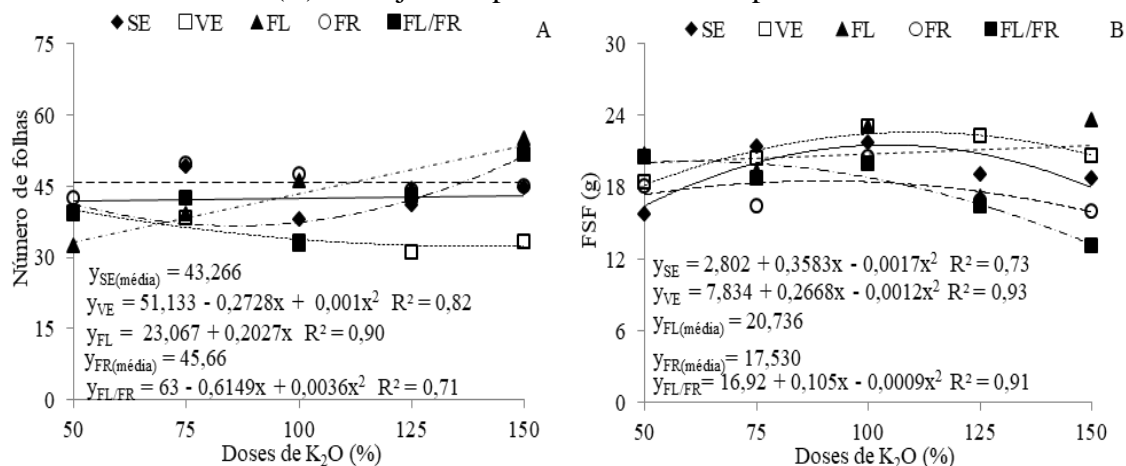 SE VE FL FR FL/FR
A
75
60
45
30
15
0
Número de folhas
y_SE(média) = 43,266
y_VE = 51,133 - 0,2728x + 0,001x² R² = 0,82
y_FL = 23,067 + 0,2027x R² = 0,90
y_FR(média) = 45,66
y_FL/FR = 63 - 0,6149x + 0,0036x² R² = 0,71
50 75 100 125 150
Doses de K₂O (%)
SE VE FL FR FL/FR
B
30
24
18
12
6
0
FSF (g)
y_SE = 2,802 + 0,3583x - 0,0017x² R² = 0,73
y_VE = 7,834 + 0,2668x - 0,0012x² R² = 0,93
y_FL(média) = 20,736
y_FR(média) = 17,530
y_FL/FR = 16,92 + 0,105x - 0,0009x² R² = 0,91
50 75 100 125 150
Doses de K₂O (%)